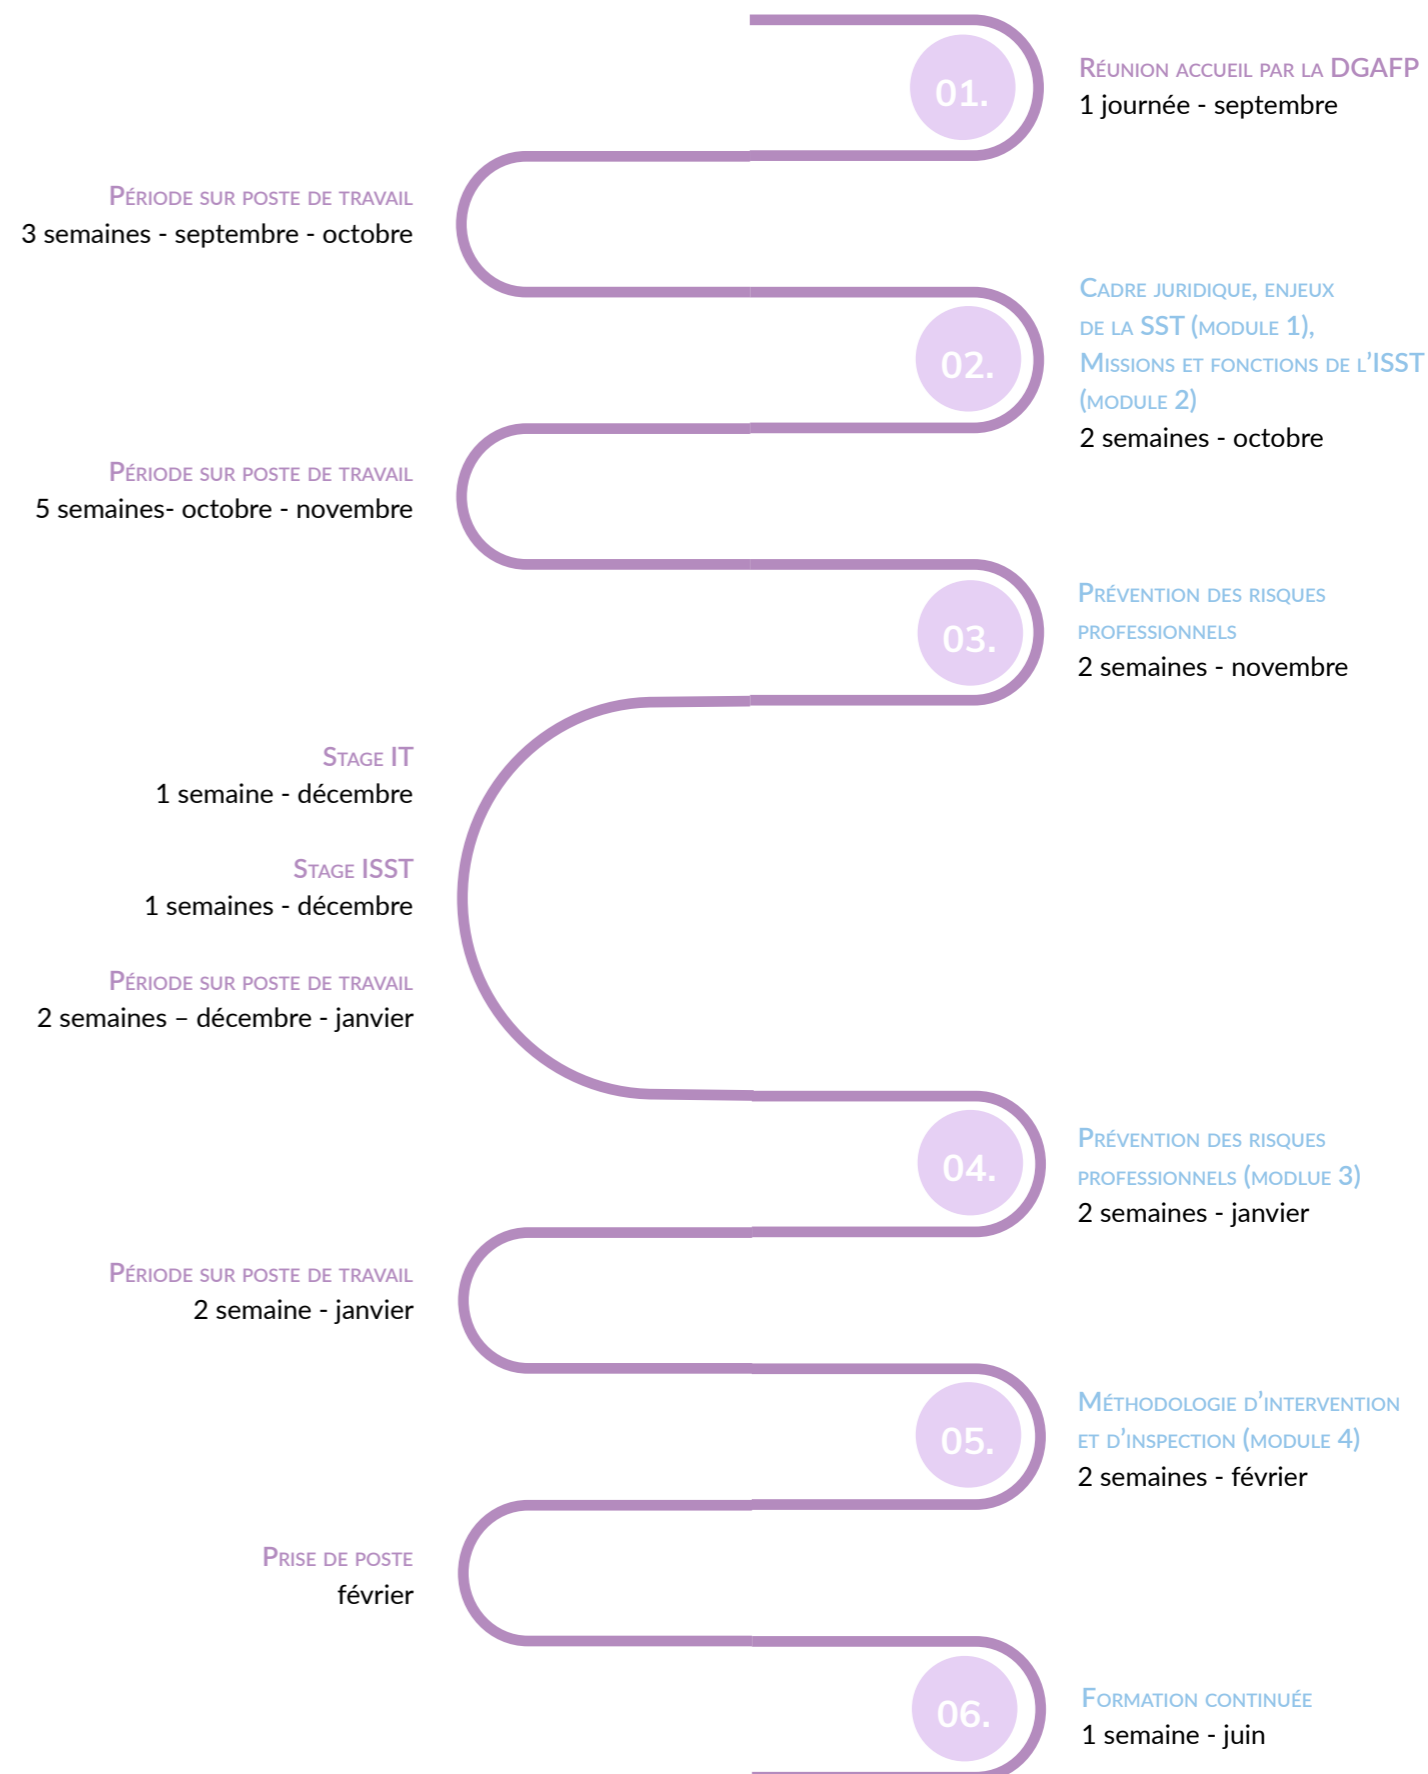 01.
Réunion accueil par la DGAFP
1 journée - septembre
Période sur poste de travail
3 semaines - septembre - octobre
02.
Cadre juridique, enjeux
de la SST (module 1),
Missions et fonctions de l’ISST
(module 2)
2 semaines - octobre
Période sur poste de travail
5 semaines- octobre - novembre
03.
Prévention des risques
professionnels
2 semaines - novembre
Stage IT
1 semaine - décembre
Stage ISST
1 semaines - décembre
Période sur poste de travail
2 semaines – décembre - janvier
04.
Prévention des risques
professionnels (modlue 3)
2 semaines - janvier
Période sur poste de travail
2 semaine - janvier
05.
Méthodologie d’intervention
et d’inspection (module 4)
2 semaines - février
Prise de poste
février
06.
Formation continuée
1 semaine - juin